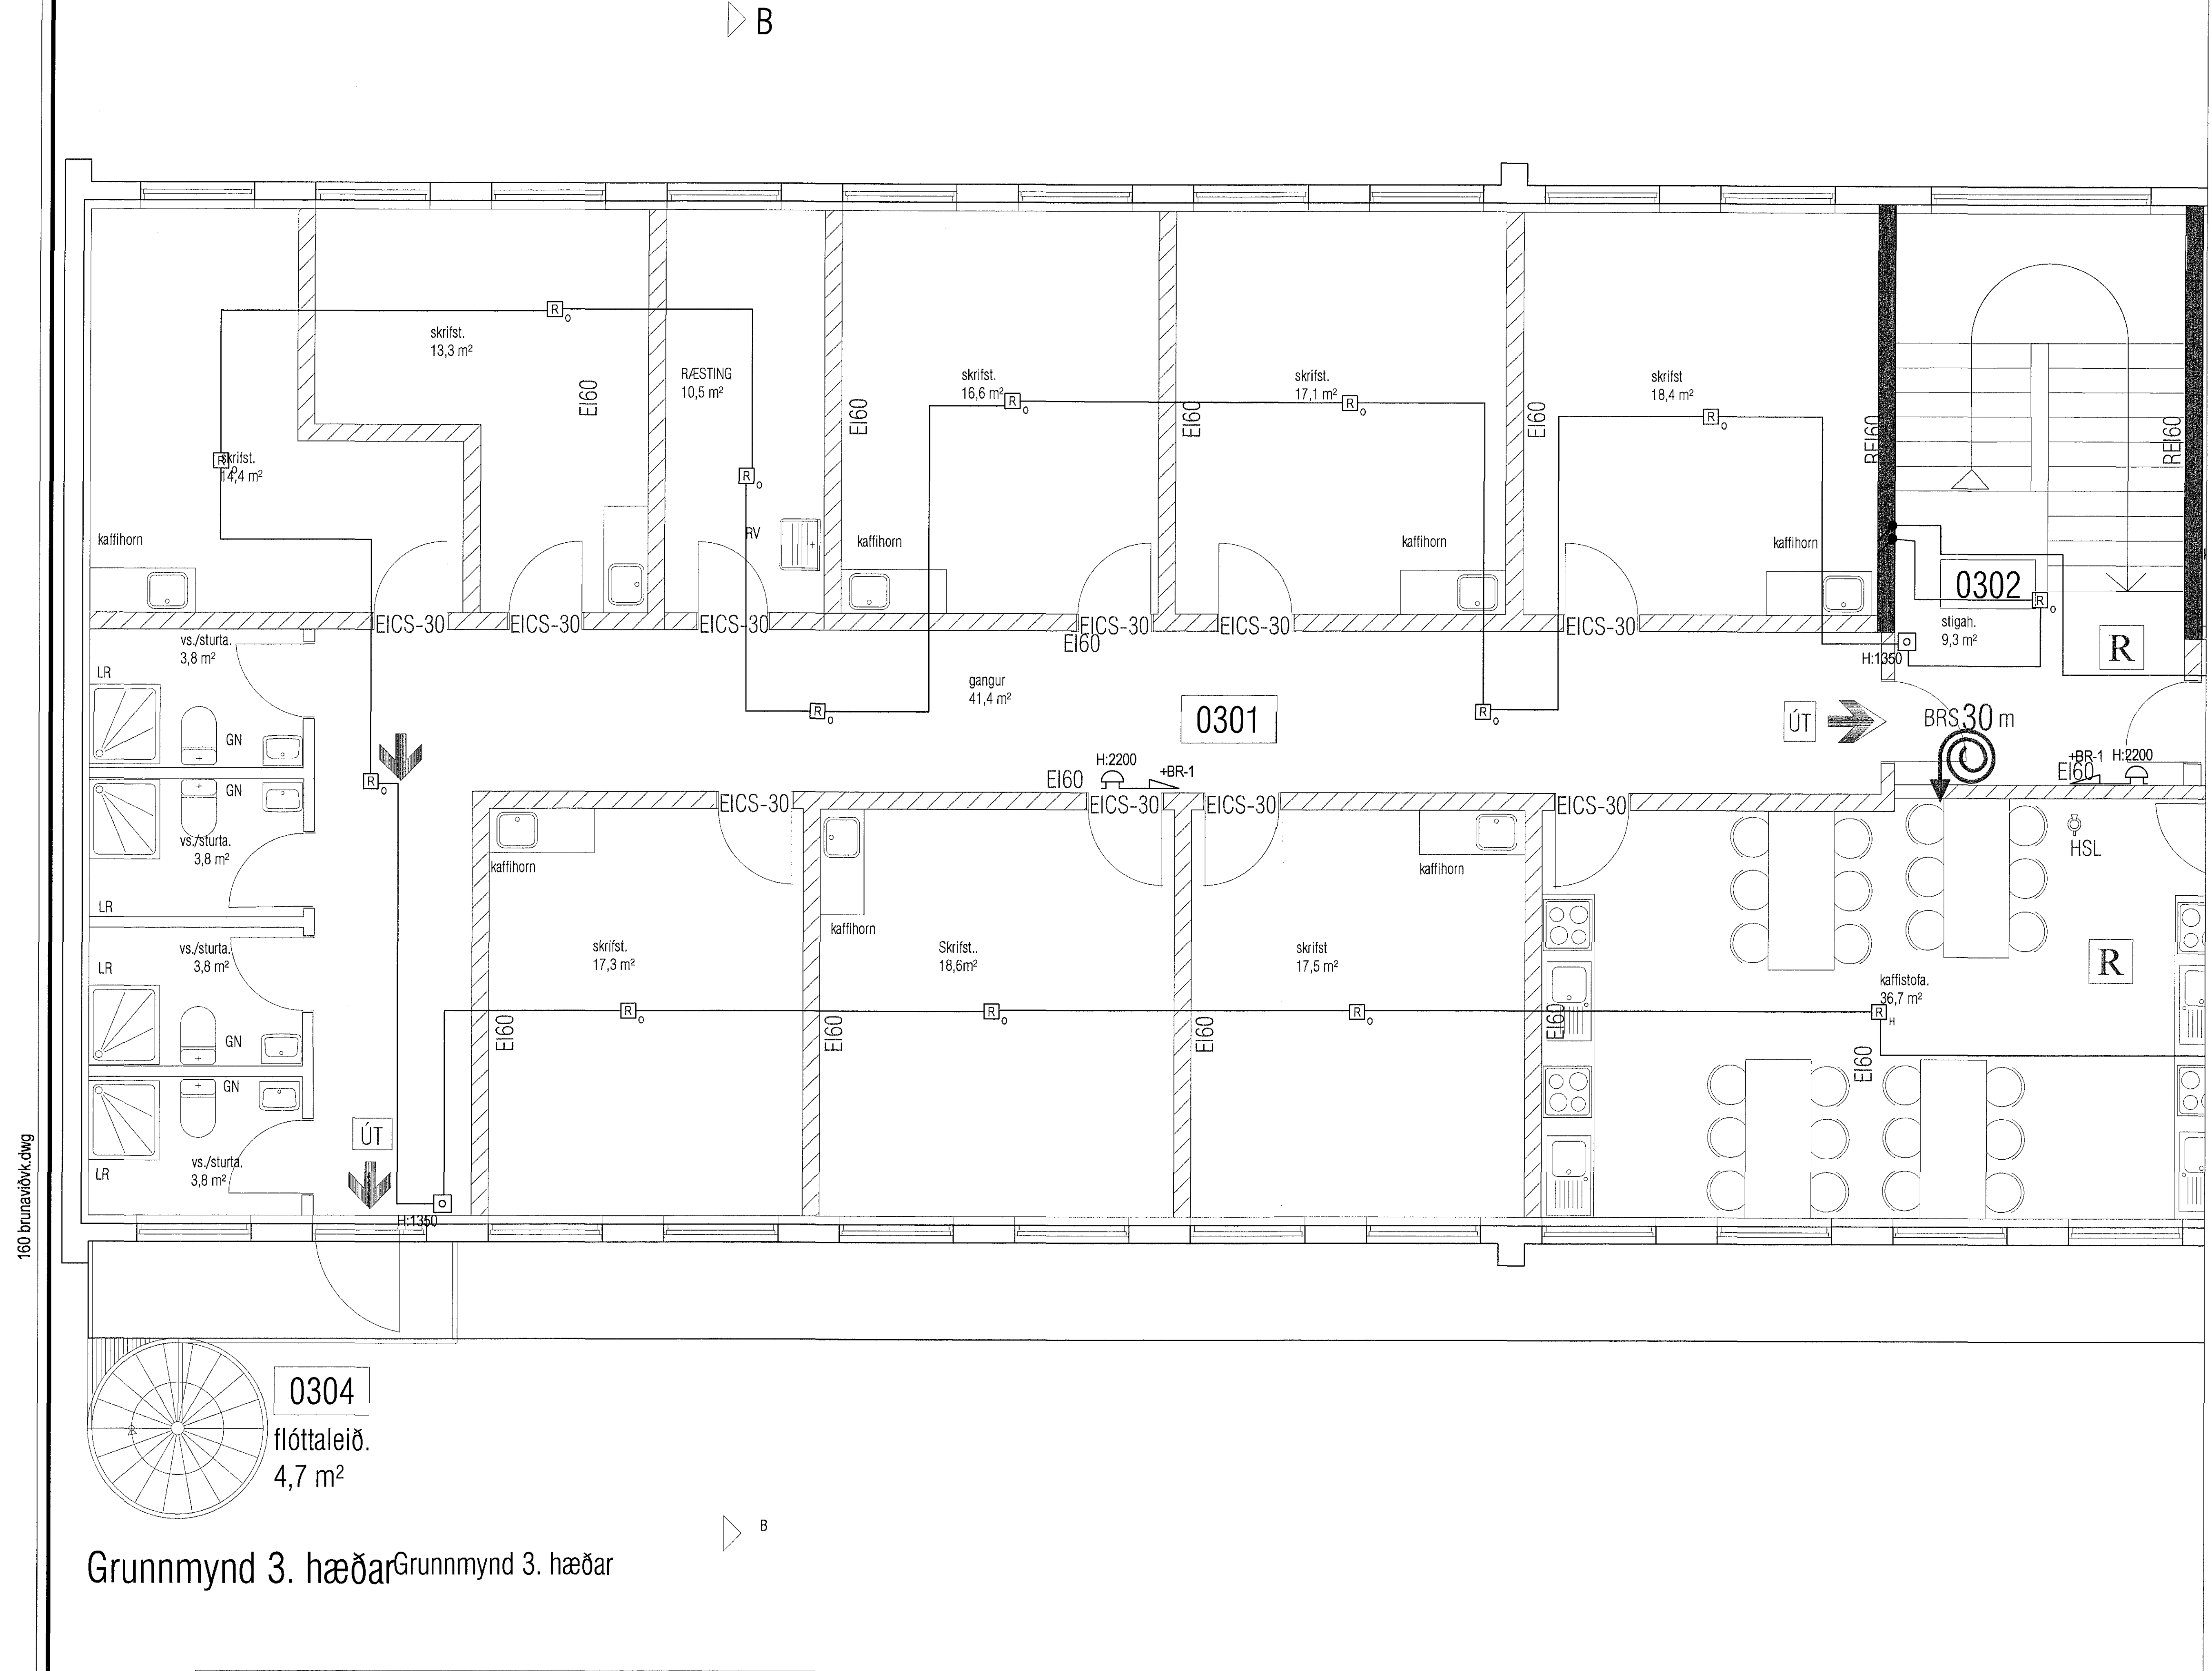 B
skrifst.
13,3 m²
EI60
RÆSTING
10,5 m²
skrifst.
16,6 m²
skrifst.
17,1 m²
skrifst
18,4 m²
R
O
R
O
R
O
R
O
EI60
EI60
EI60
REI60
REI60
R
O
skrifst.
14,4 m²
R
O
RV
kaffihorn
kaffihorn
kaffihorn
kaffihorn
0302
R
O
stigah.
9,3 m²
EICS-30
EICS-30
EICS-30
EICS-30
EICS-30
EICS-30
EI60
O
H:1350
R
vs./sturta.
3,8 m²
LR
GN
gangur
41,4 m²
0301
R
O
R
O
ÚT
BRS 30 m
R
O
H:2200
+BR-1
EI60
+BR-1
H:2200
EI60
EICS-30
EICS-30
EICS-30
EICS-30
GN
vs./sturta.
3,8 m²
LR
kaffihorn
kaffihorn
kaffihorn
HSL
vs./sturta.
3,8 m²
LR
GN
skrifst.
17,3 m²
Skrifst..
18,6m²
skrifst
17,5 m²
R
kaffistofa.
36,7 m²
R
O
R
O
R
O
R
H
EI60
EI60
EI60
EI60
EI60
GN
ÚT
vs./sturta.
3,8 m²
LR
O
H:1350
160 brunaviðvk.dwg
0304
flóttaleið.
4,7 m²
B
Grunnmynd 3. hæðar
Grunnmynd 3. hæðar